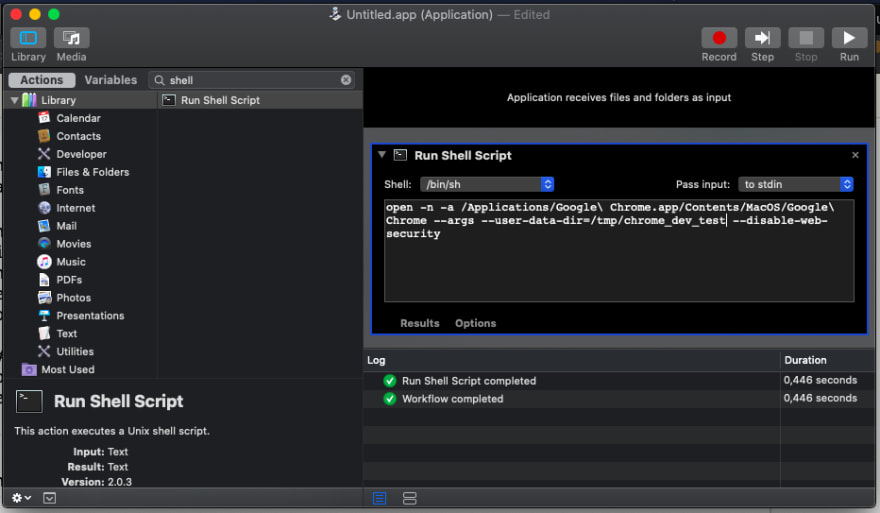 Untitled.app (Application) — Edited
Library
Media
Record
Step
Stop
Run
Actions
Variables
shell
Library
Calendar
Contacts
Developer
Files & Folders
Fonts
Internet
Mail
Movies
Music
PDFs
Photos
Presentations
Text
Utilities
Most Used
Run Shell Script
Run Shell Script
This action executes a Unix shell script.
Input: Text
Result: Text
Version: 2.0.3
Application receives files and folders as input
Run Shell Script
Shell: /bin/sh
Pass input: to stdin
open -n -a /Applications/Google\ Chrome.app/Contents/MacOS/Google\
Chrome --args --user-data-dir=/tmp/chrome_dev_test --disable-web-
security
Results
Options
Log
Duration
Run Shell Script completed
0,446 seconds
Workflow completed
0,446 seconds